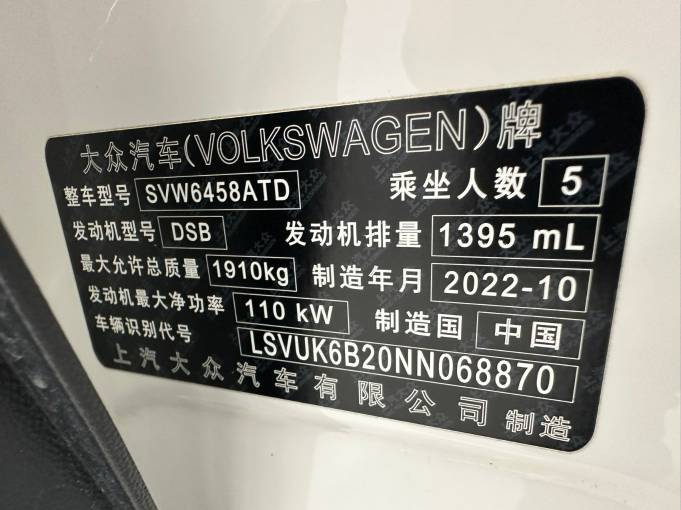 大众汽车(VOLKSWAGEN)牌
整车型号 SVW6458ATD 乘坐人数 5
发动机型号 DSB 发动机排量 1395 mL
最大允许总质量 1910kg 制造年月 2022-10
发动机最大净功率 110 kW 制造国 中国
车辆识别代号 LSVUK6B20NN068870
上汽大众汽车有限公司制造